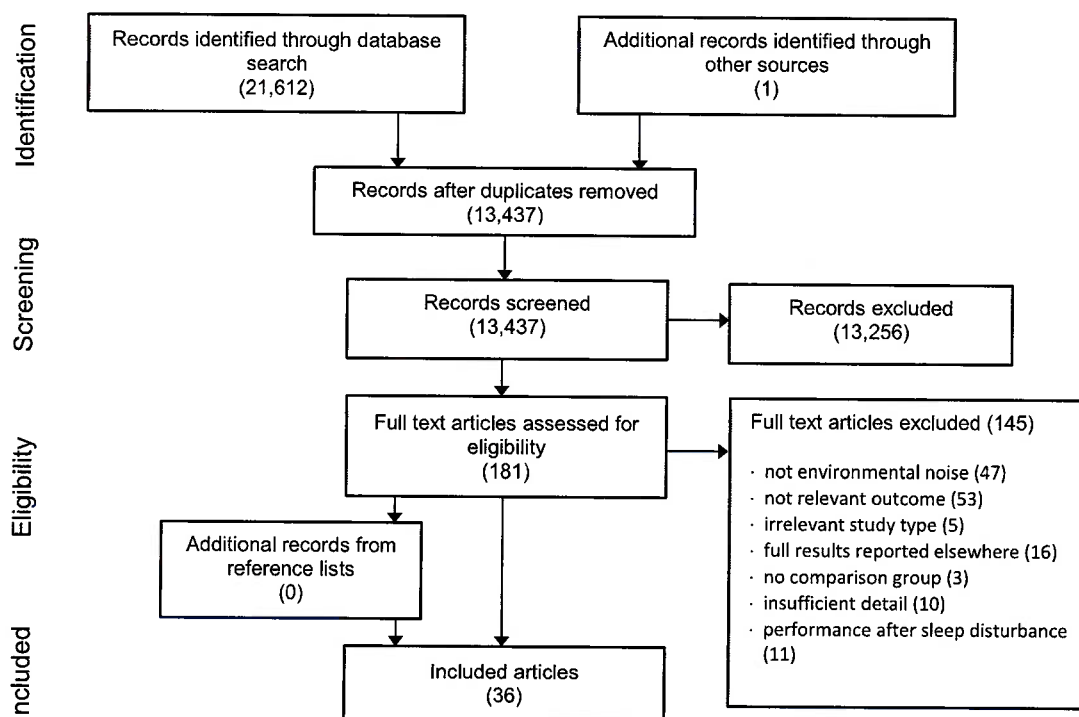 Identification
Records identified through database
search
(21,612)
Additional records identified through
other sources
(1)
Records after duplicates removed
(13,437)
Screening
Records screened
(13,437)
Records excluded
(13,256)
Eligibility
Full text articles assessed for
eligibility
(181)
Full text articles excluded (145)
· not environmental noise (47)
· not relevant outcome (53)
· irrelevant study type (5)
· full results reported elsewhere (16)
· no comparison group (3)
· insufficient detail (10)
· performance after sleep disturbance
(11)
Additional records from
reference lists
(0)
ncluded
Included articles
(36)